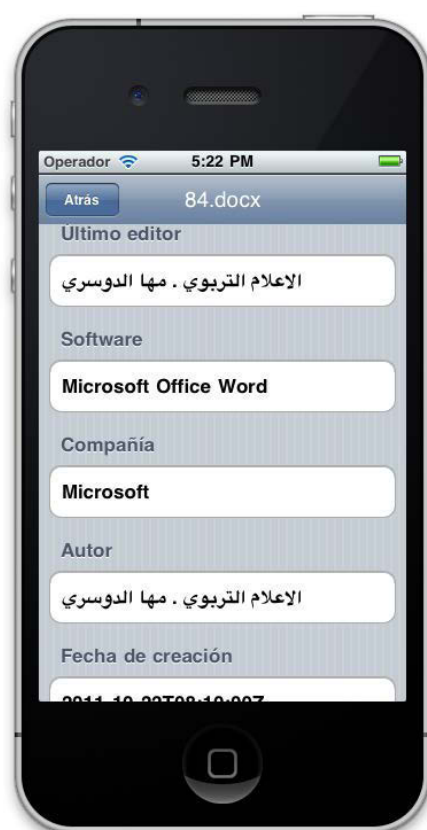 Operador 5:22 PM
Atrás 84.docx
Último editor
الاعلام التربوي . مها الدوسري
Software
Microsoft Office Word
Compañía
Microsoft
Autor
الاعلام التربوي . مها الدوسري
Fecha de creación